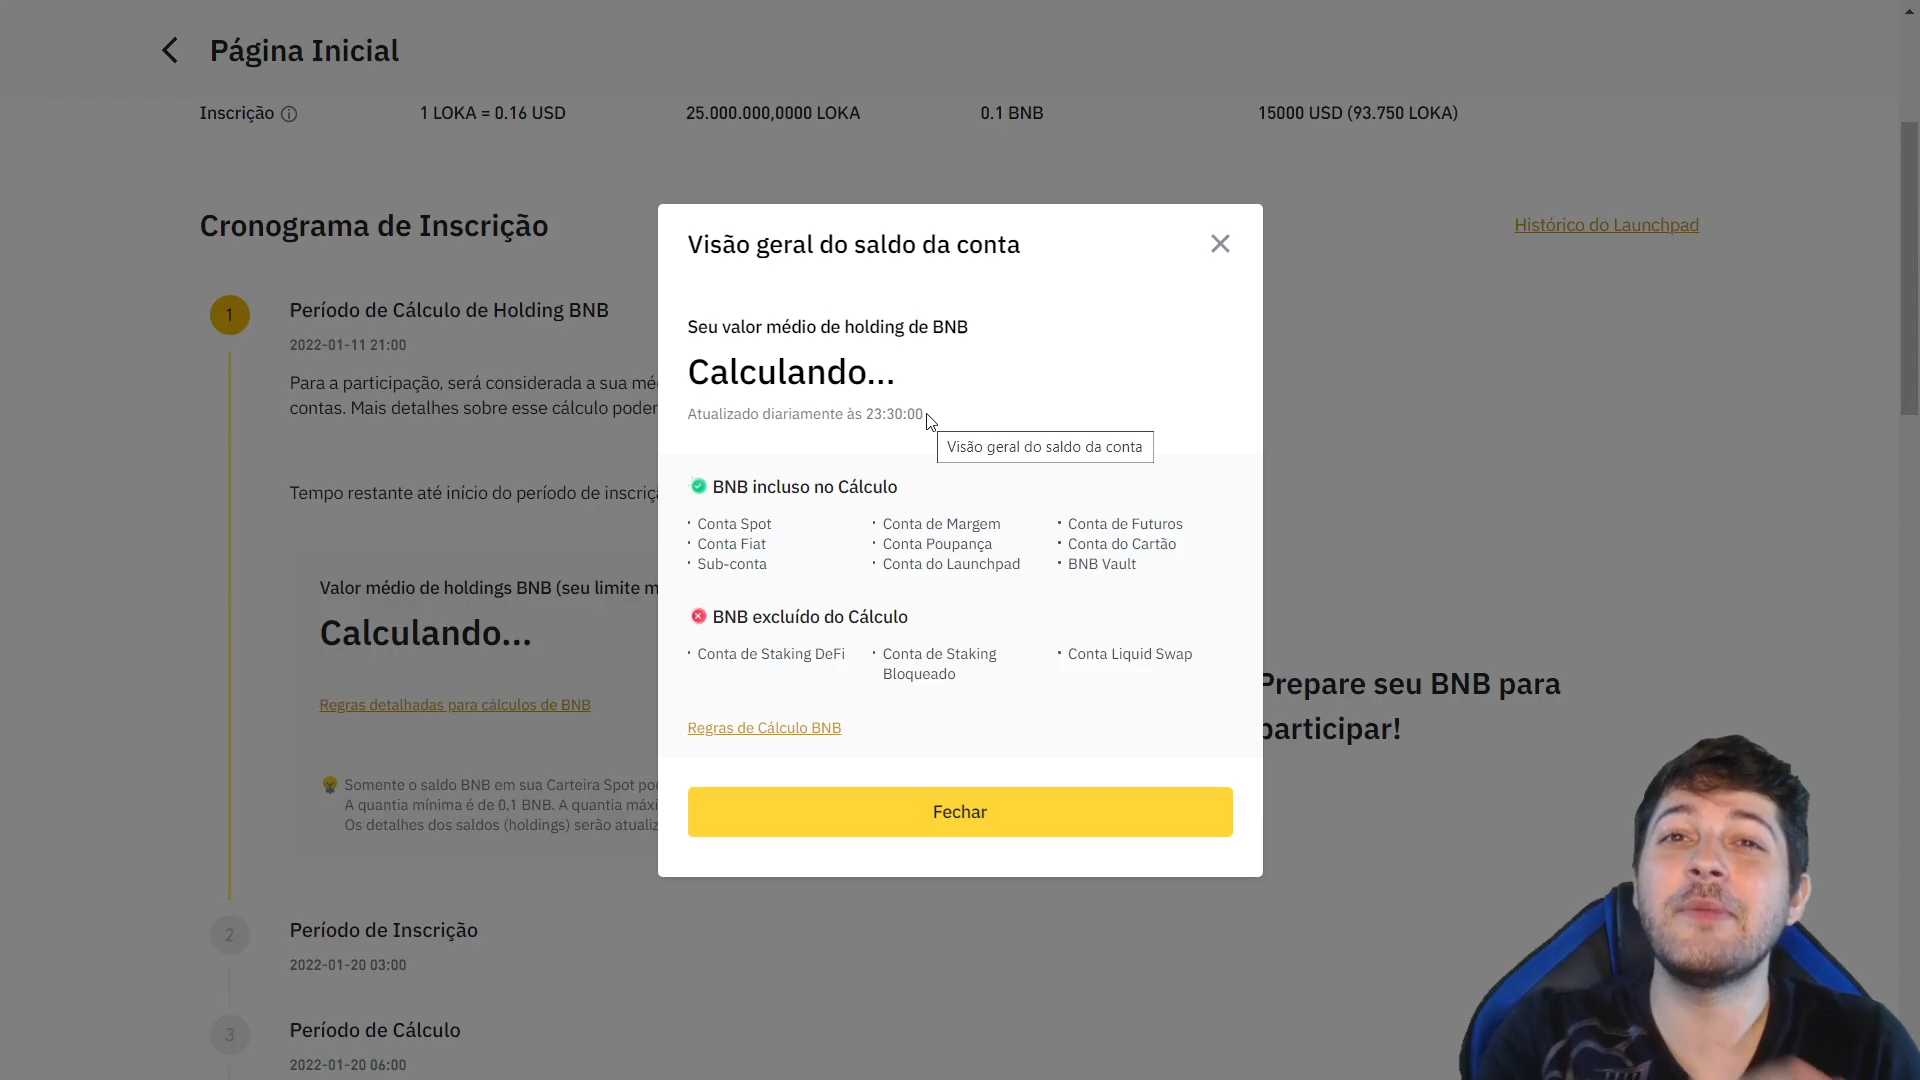 Página Inicial
Inscrição 1 LOKA = 0.16 USD 25.000.000,0000 LOKA 0.1 BNB 15000 USD (93.750 LOKA)
Cronograma de Inscrição
Histórico do Launchpad
1 Período de Cálculo de Holding BNB
2022-01-11 21:00
Para a participação, será considerada a sua
contas. Mais detalhes sobre esse cálculo
Tempo restante até início do período de
Valor médio de holdings BNB (seu limite
Calculando...
Regras detalhadas para cálculos de BNB
Somente o saldo BNB em sua Carteira Spot
A quantia mínima é de 0,1 BNB. A quantia
Os detalhes dos saldos (holdings) serão
2 Período de Inscrição
2022-01-20 03:00
3 Período de Cálculo
2022-01-20 06:00
Visão geral do saldo da conta
Seu valor médio de holding de BNB
Calculando...
Atualizado diariamente às 23:30:00
Visão geral do saldo da conta
BNB incluso no Cálculo
· Conta Spot · Conta de Margem · Conta de Futuros
· Conta Fiat · Conta Poupança · Conta do Cartão
· Sub-conta · Conta do Launchpad · BNB Vault
BNB excluído do Cálculo
· Conta de Staking DeFi · Conta de Staking · Conta Liquid Swap
Bloqueado
Regras de Cálculo BNB
Fechar
Prepare seu BNB para
participar!